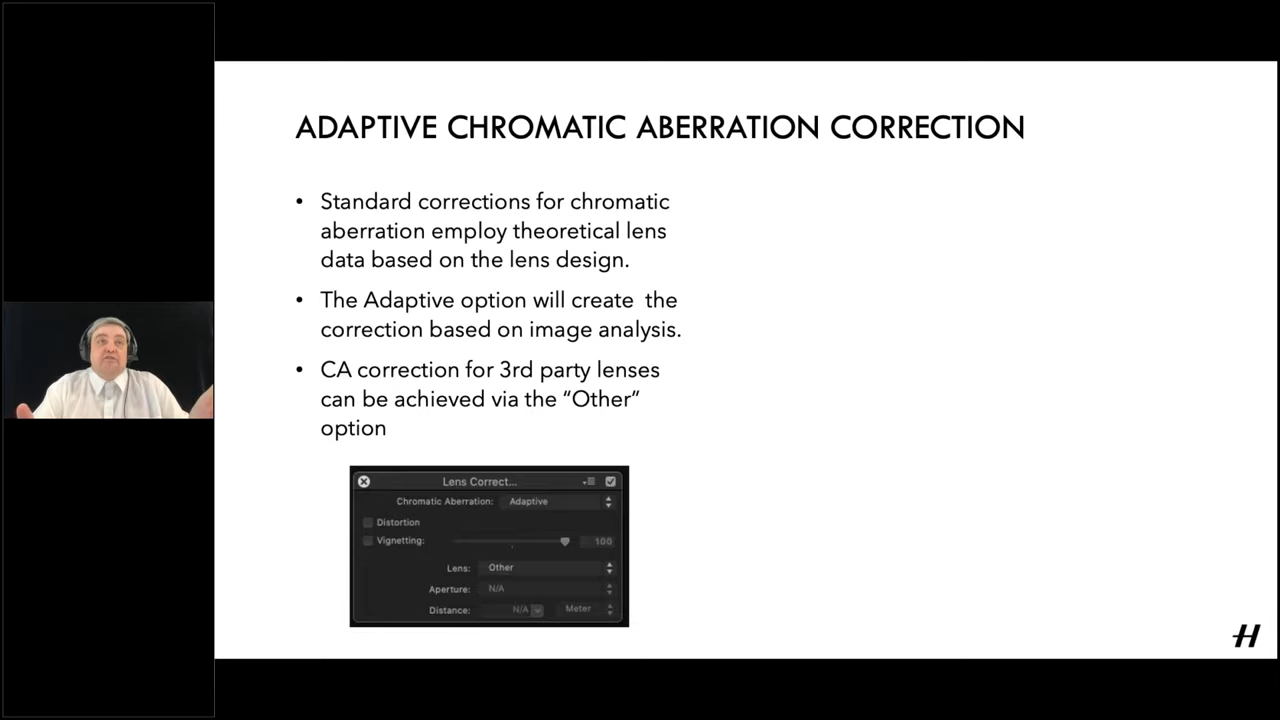 ADAPTIVE CHROMATIC ABERRATION CORRECTION
• Standard corrections for chromatic
aberration employ theoretical lens
data based on the lens design.
• The Adaptive option will create the
correction based on image analysis.
• CA correction for 3rd party lenses
can be achieved via the “Other”
option
Lens Correct...
Chromatic Aberration: Adaptive
Distortion
Vignetting: 100
Lens: Other
Aperture: N/A
Distance: N/A Meter
H